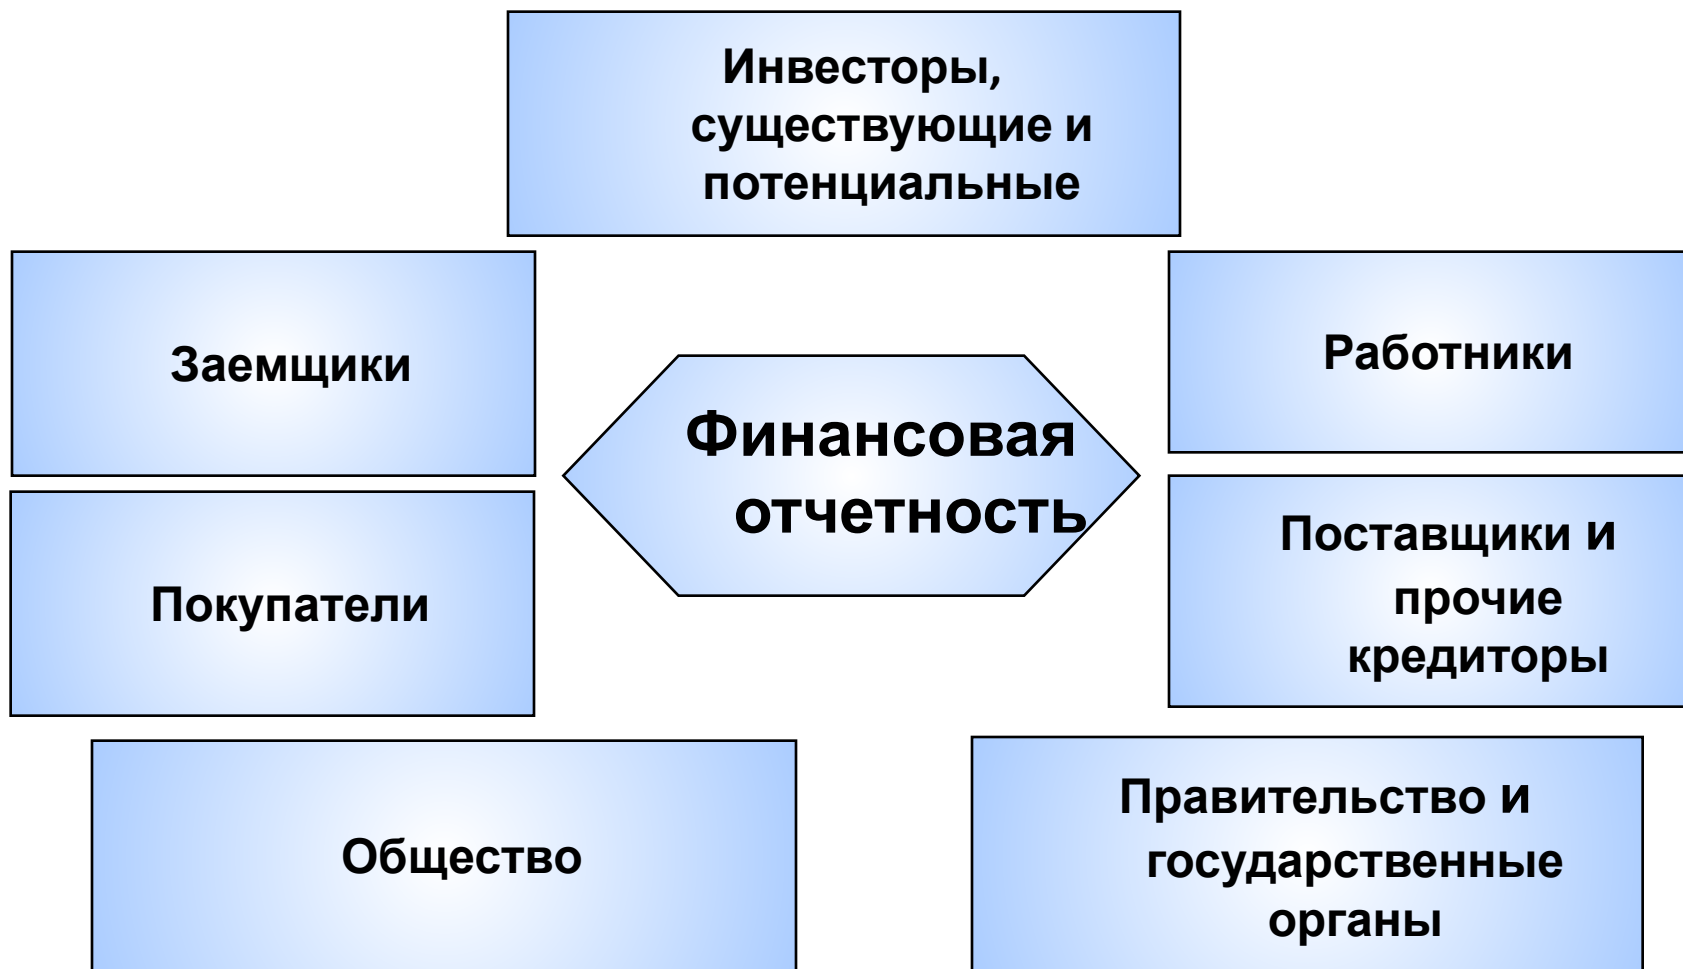 Инвесторы,
существующие и
потенциальные
Заемщики
Работники
Финансовая
отчетность
Покупатели
Поставщики и
прочие
кредиторы
Общество
Правительство и
государственные
органы